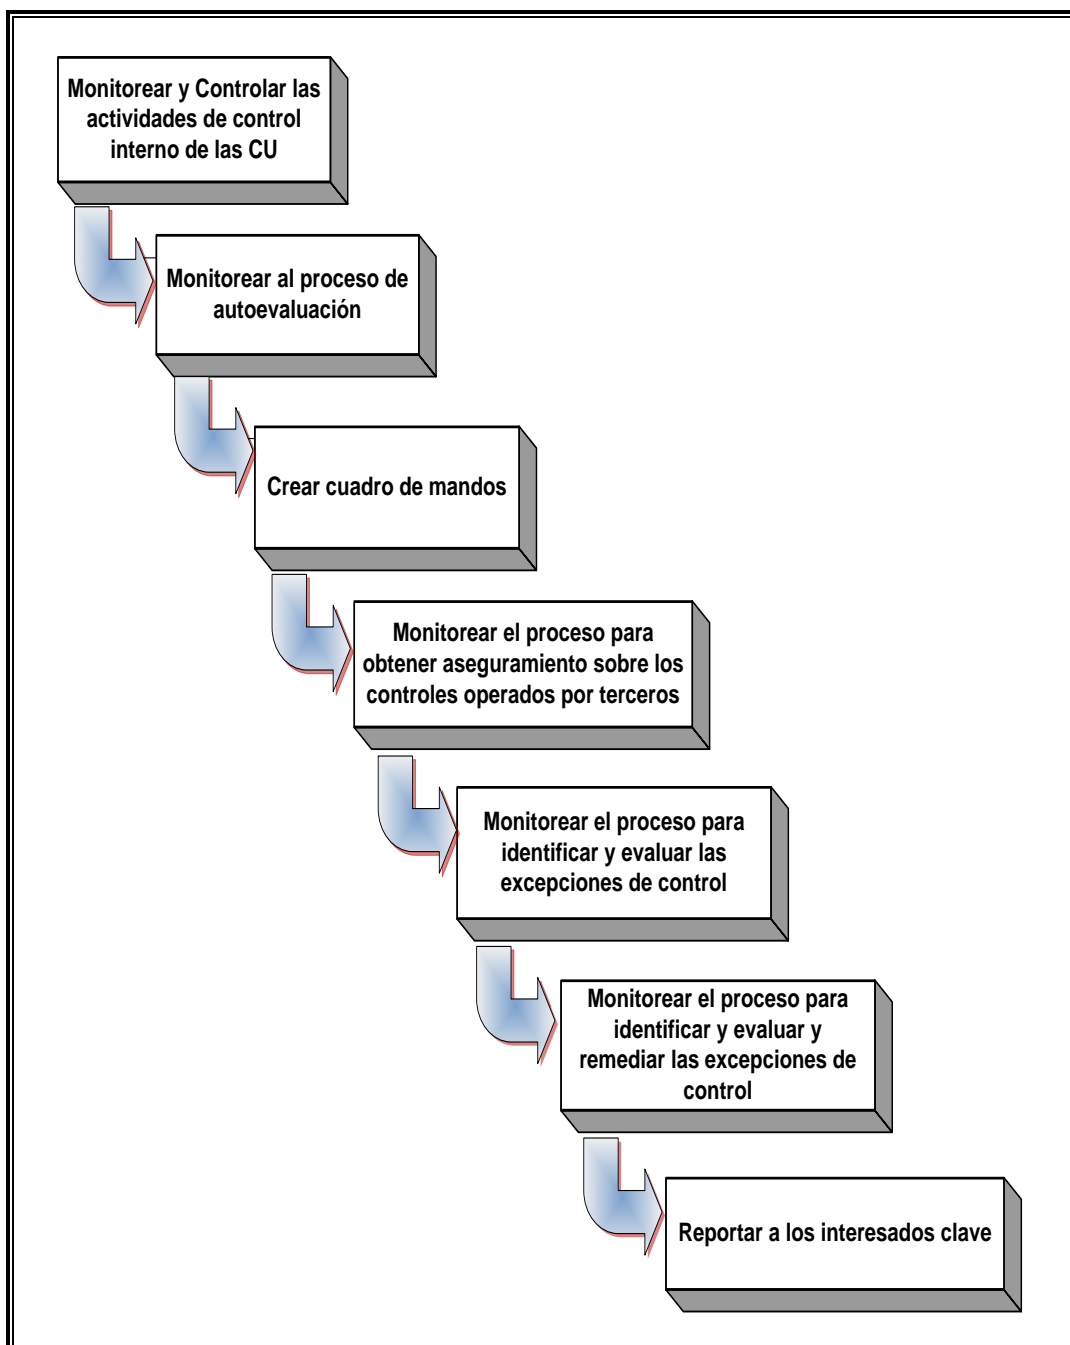 Monitorear y Controlar las
actividades de control
interno de las CU
Monitorear al proceso de
autoevaluación
Crear cuadro de mandos
Monitorear el proceso para
obtener aseguramiento sobre los
controles operados por terceros
Monitorear el proceso para
identificar y evaluar las
excepciones de control
Monitorear el proceso para
identificar y evaluar y
remediar las excepciones de
control
Reportar a los interesados clave